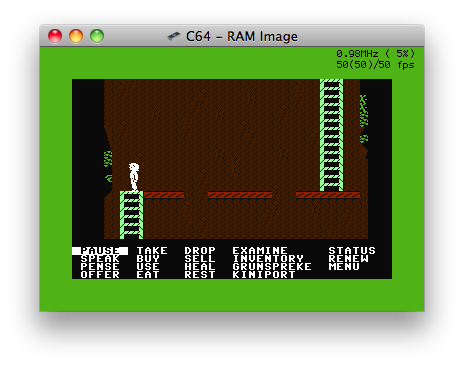 C64 - RAM Image
0.98MHz ( 5%)
50(50)/50 fps
PAUSE TAKE DROP EXAMINE STATUS
SPEAK BUY SELL INVENTORY RENEW
PENSE USE HEAL GRUNSPREKE MENU
OFFER EAT REST KINIPORT